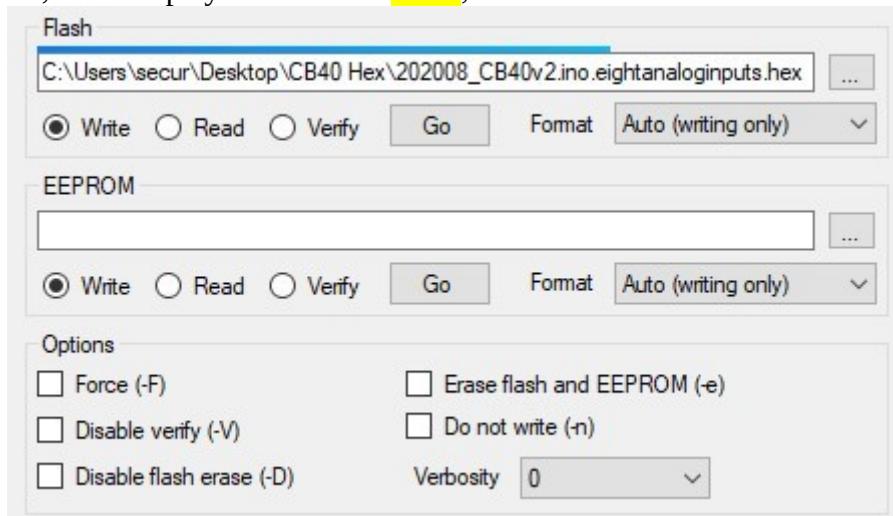 Flash
C:\Users\secur\Desktop\CB40 Hex\202008_CB40v2.ino.eightanaloginputs.hex ...
Write Read Verify Go Format Auto (writing only)
EEPROM
...
Write Read Verify Go Format Auto (writing only)
Options
Force (-F) Erase flash and EEPROM (-e)
Disable verify (-V) Do not write (-n)
Disable flash erase (-D) Verbosity 0